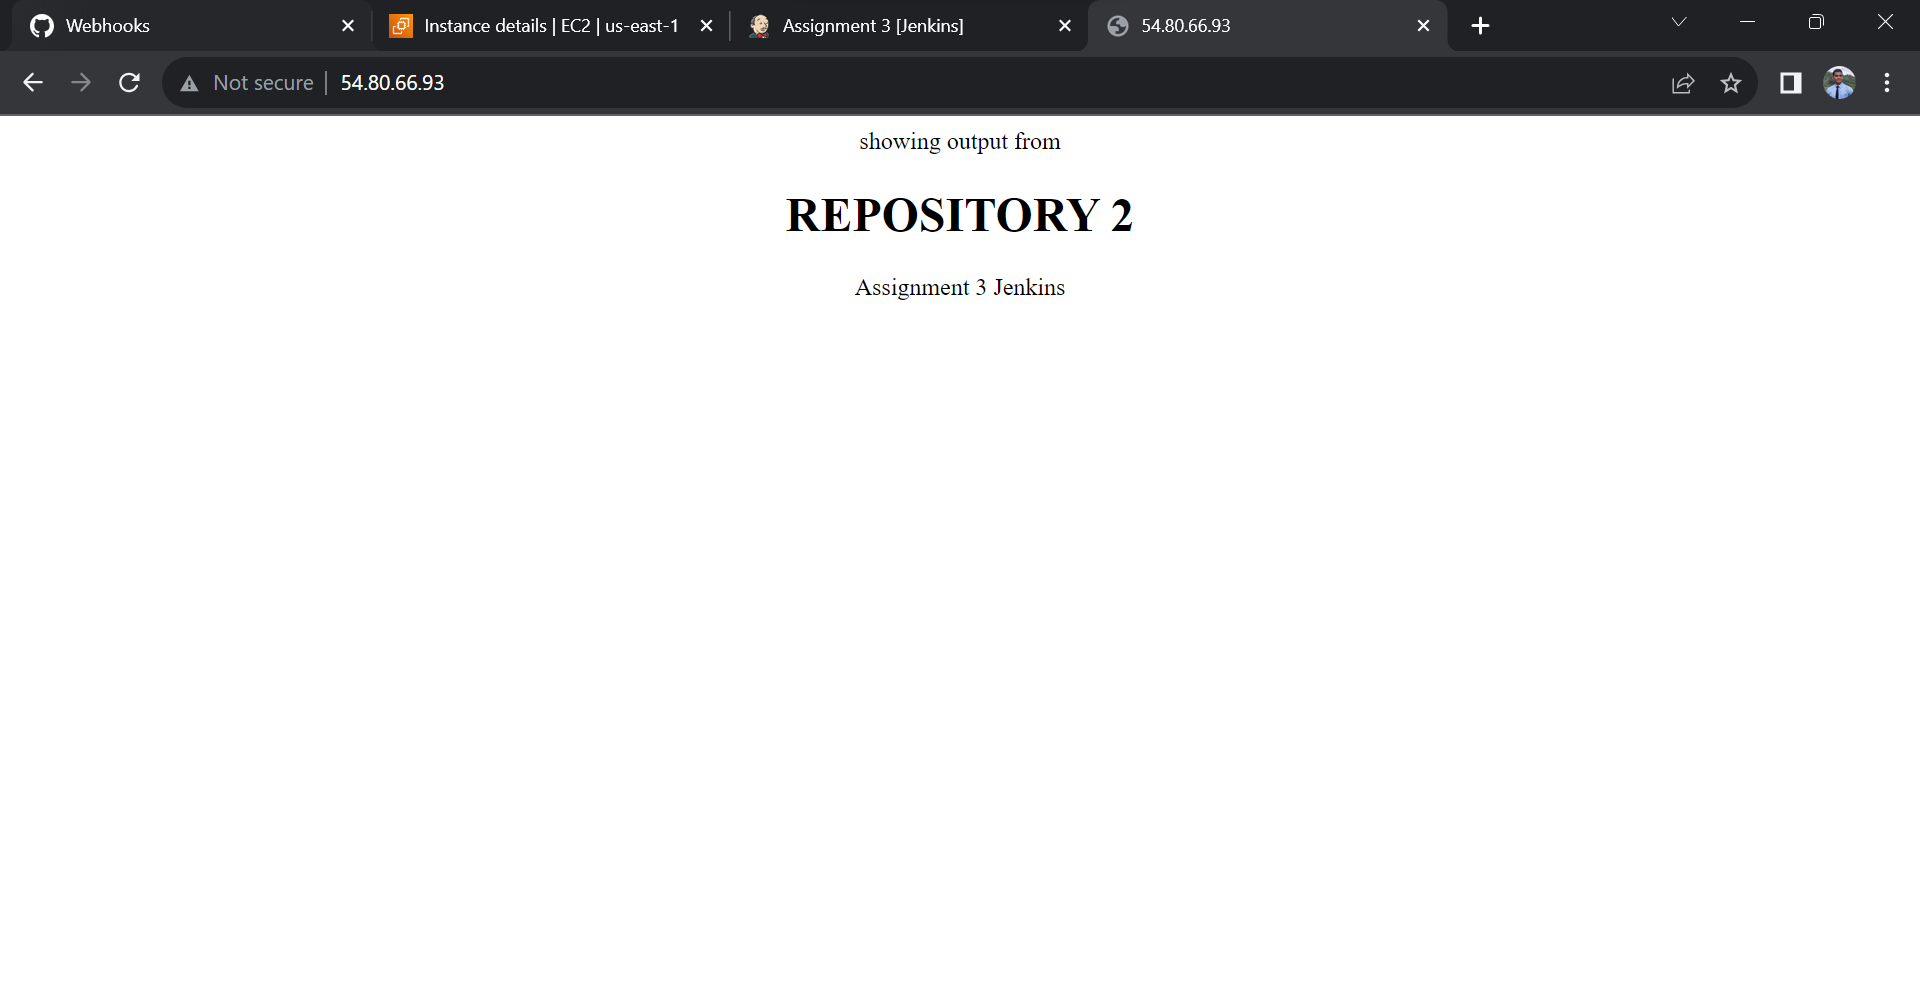 Webhooks
Instance details | EC2 | us-east-1
Assignment 3 [Jenkins]
54.80.66.93
Not secure | 54.80.66.93
showing output from
REPOSITORY 2
Assignment 3 Jenkins